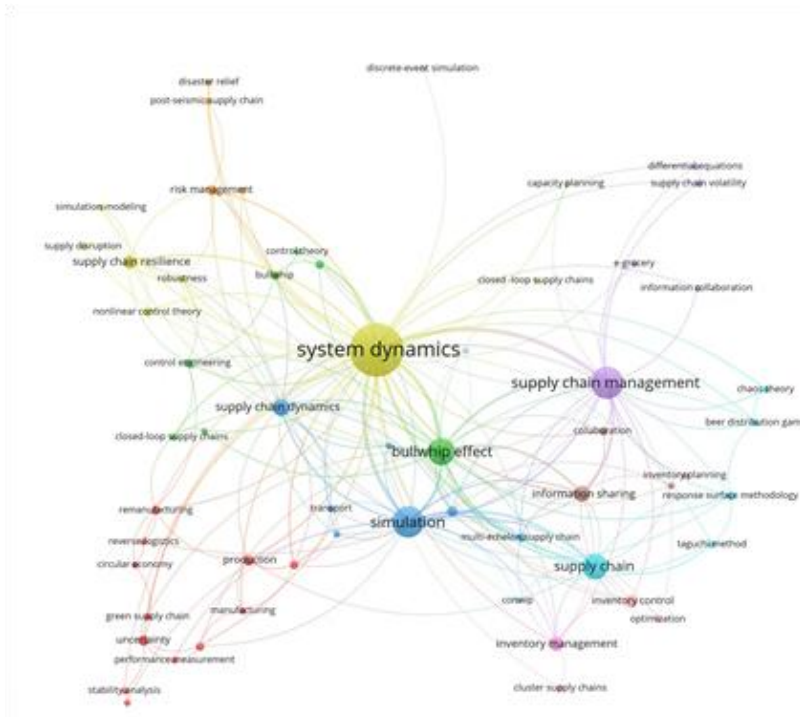 discrete-event simulation
disaster relief
post-seismic supply chain
differential equations
capacity planning
supply chain volatility
risk management
simulation modeling
supply disruption
control theory
supply chain resilience
e-grocery
bullwhip
robustness
closed -loop supply chains
information collaboration
nonlinear control theory
system dynamics
control engineering
supply chain management
chaos theory
supply chain dynamics
beer distribution gam
collaboration
closed-loop supply chains
bullwhip effect
inventory planning
information sharing
response surface methodology
remanufacturing
transport
simulation
multi-echelon supply chain
reverse logistics
taguchi method
circular economy
production
supply chain
conwip
inventory control
manufacturing
green supply chain
optimization
uncertainty
inventory management
performance measurement
stability analysis
cluster supply chains